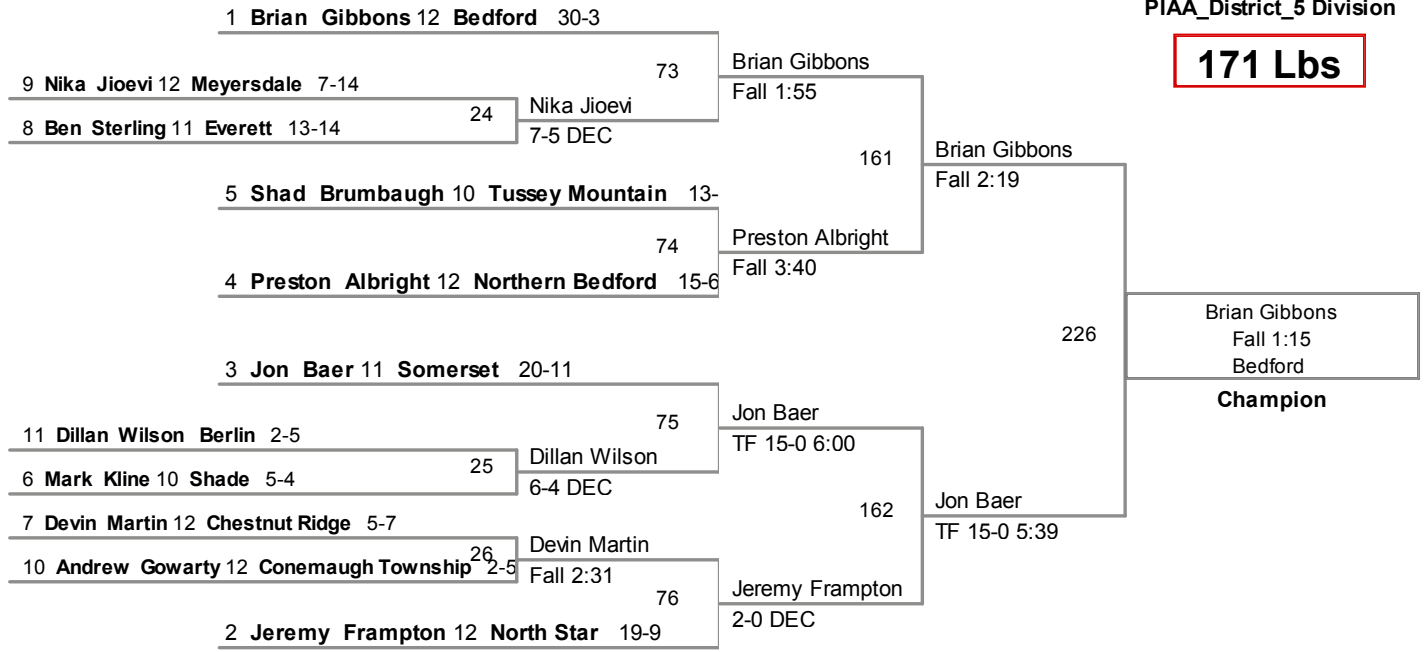 PIAA_District_5 Division
171 Lbs
1 Brian Gibbons 12 Bedford 30-3
9 Nika Jioevi 12 Meyersdale 7-14
8 Ben Sterling 11 Everett 13-14
24
Nika Jioevi
7-5 DEC
73
Brian Gibbons
Fall 1:55
5 Shad Brumbaugh 10 Tussey Mountain 13-
4 Preston Albright 12 Northern Bedford 15-6
74
Preston Albright
Fall 3:40
161
Brian Gibbons
Fall 2:19
3 Jon Baer 11 Somerset 20-11
11 Dillan Wilson Berlin 2-5
6 Mark Kline 10 Shade 5-4
25
Dillan Wilson
6-4 DEC
75
Jon Baer
TF 15-0 6:00
7 Devin Martin 12 Chestnut Ridge 5-7
10 Andrew Gowarty 12 Conemaugh Township 2-5
26
Devin Martin
Fall 2:31
2 Jeremy Frampton 12 North Star 19-9
76
Jeremy Frampton
2-0 DEC
162
Jon Baer
TF 15-0 5:39
226
Brian Gibbons
Fall 1:15
Bedford
Champion